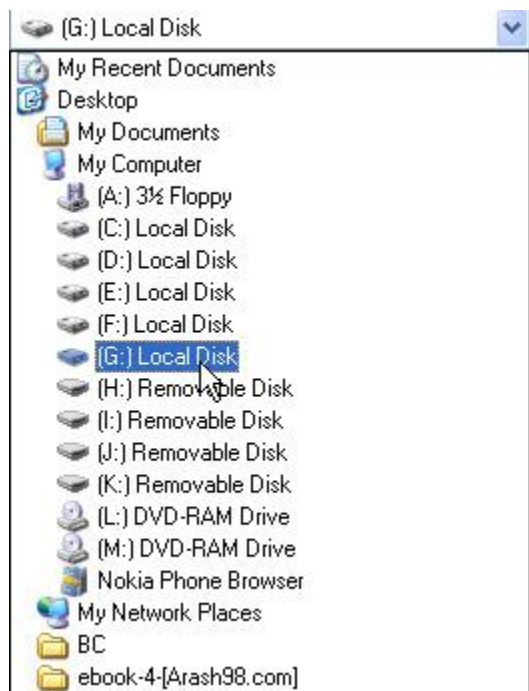 (G:) Local Disk
My Recent Documents
Desktop
My Documents
My Computer
(A:) 3½ Floppy
(C:) Local Disk
(D:) Local Disk
(E:) Local Disk
(F:) Local Disk
(G:) Local Disk
(H:) Removable Disk
(I:) Removable Disk
(J:) Removable Disk
(K:) Removable Disk
(L:) DVD-RAM Drive
(M:) DVD-RAM Drive
Nokia Phone Browser
My Network Places
BC
ebook-4-[Arash98.com]